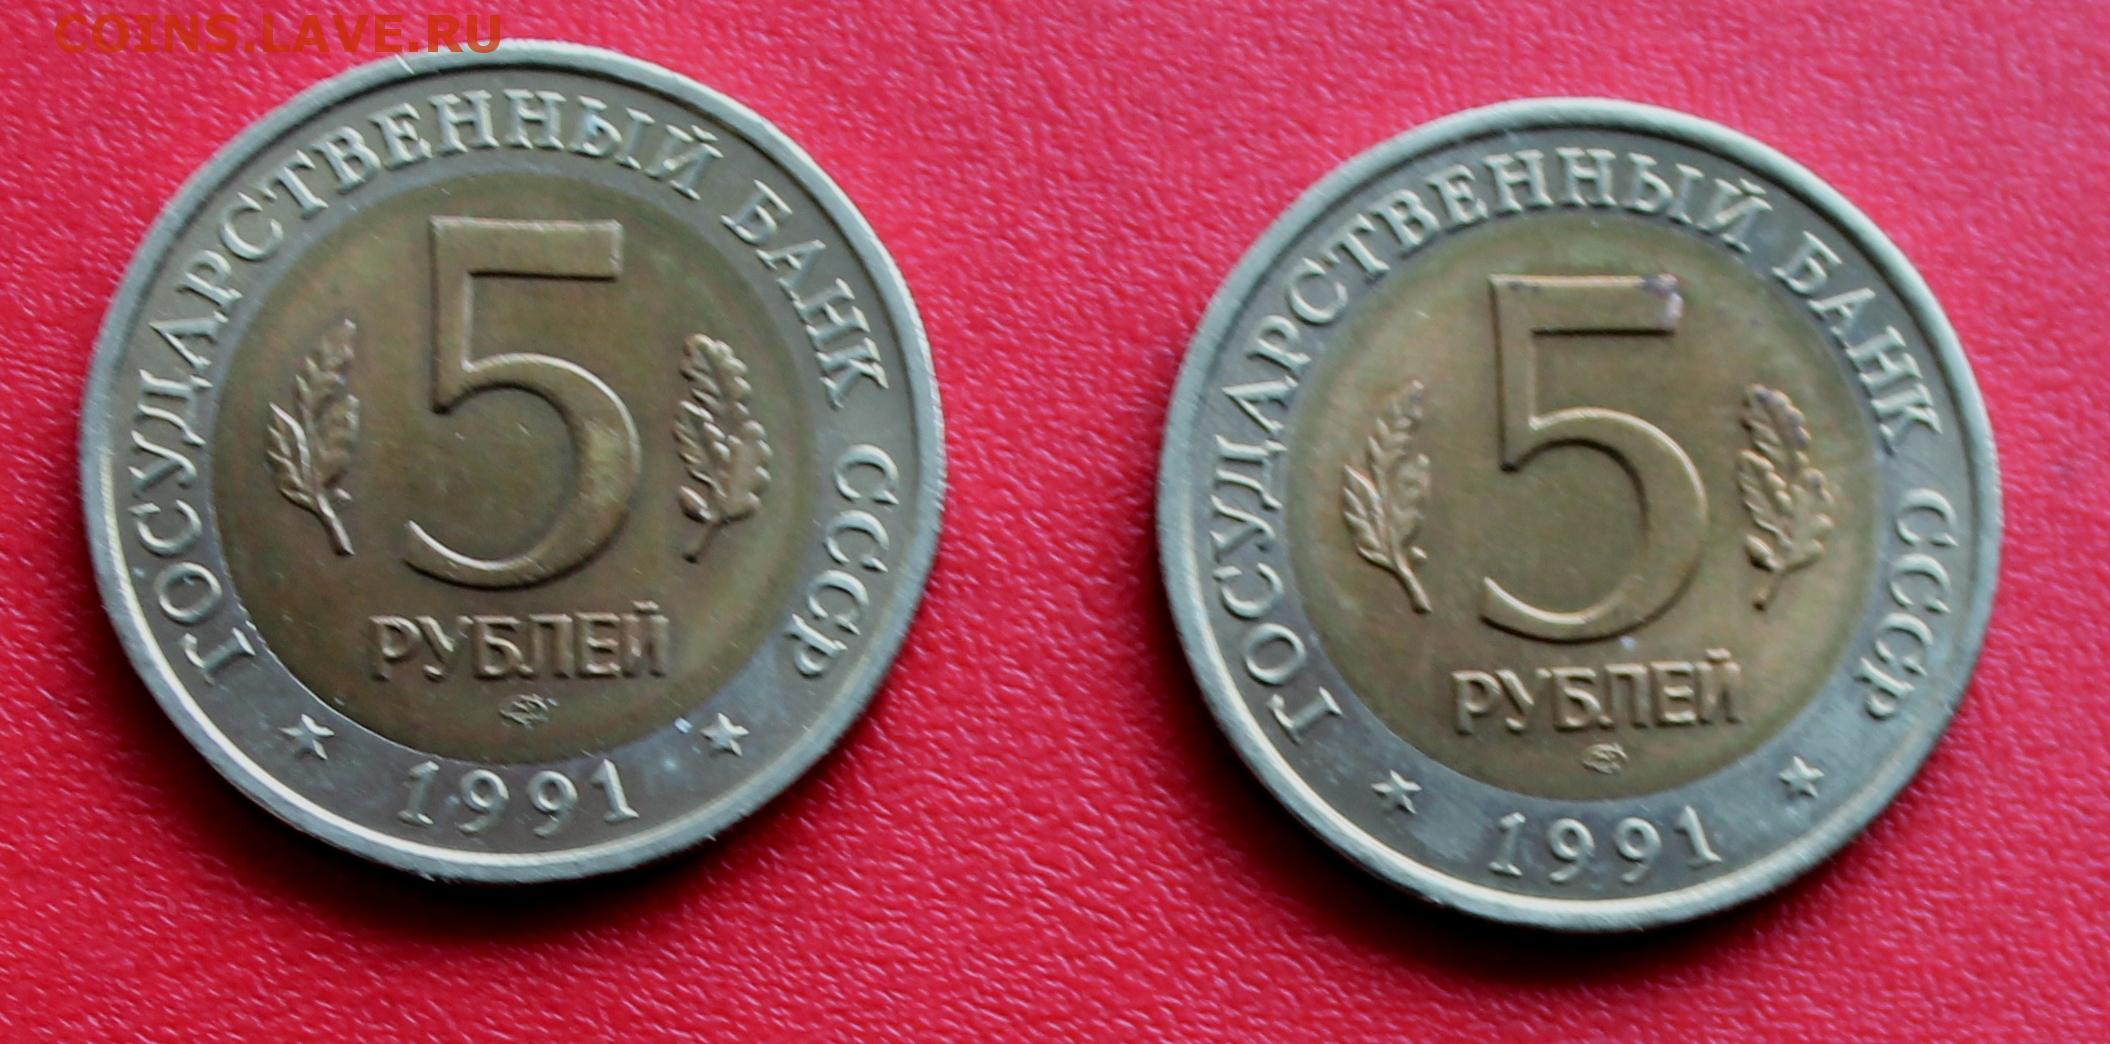 COINS.LAVE.RU
ГОСУДАРСТВЕННЫЙ БАНК СССР
5
РУБЛЕЙ
1991
ГОСУДАРСТВЕННЫЙ БАНК СССР
5
РУБЛЕЙ
1991